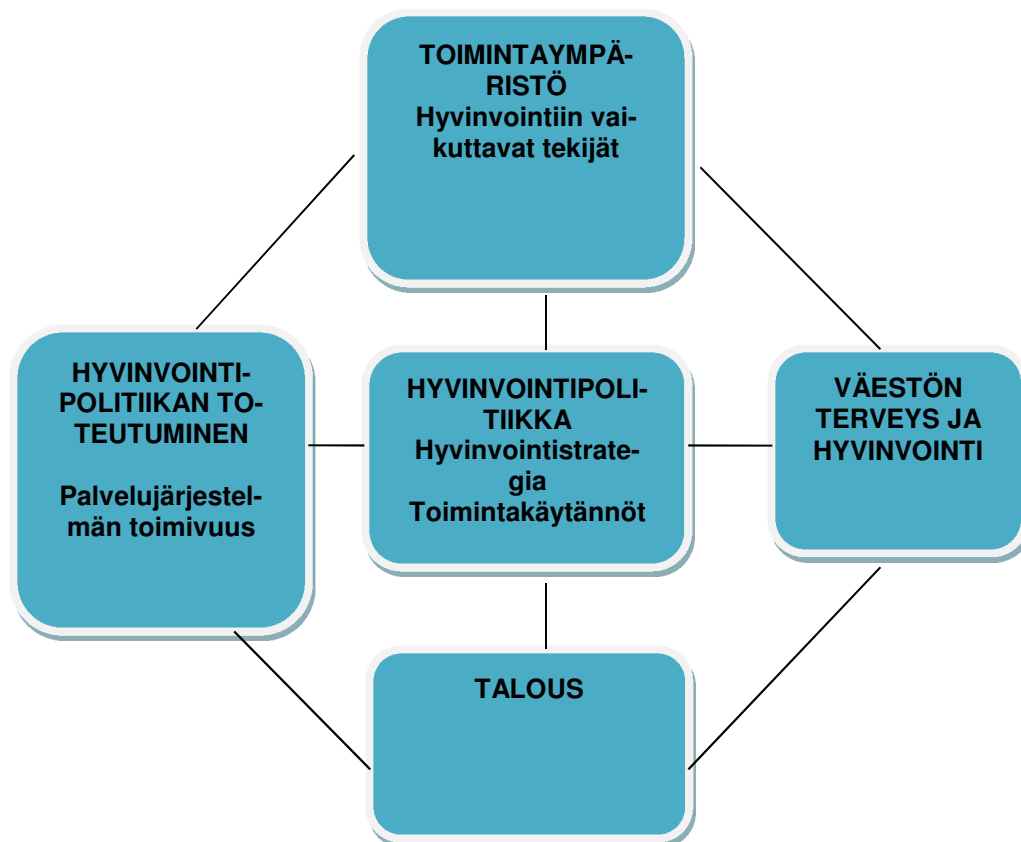 TOIMINTAYMPÄ-
RISTÖ
Hyvinvointiin vai-
kuttavat tekijät
HYVINVOINTI-
POLITIIKAN TO-
TEUTUMINEN
Palvelujärjestel-
män toimivuus
HYVINVOINTIPOLI-
TIIKKA
Hyvinvointistrate-
gia
Toimintakäytännöt
VÄESTÖN
TERVEYS JA
HYVINVOINTI
TALOUS